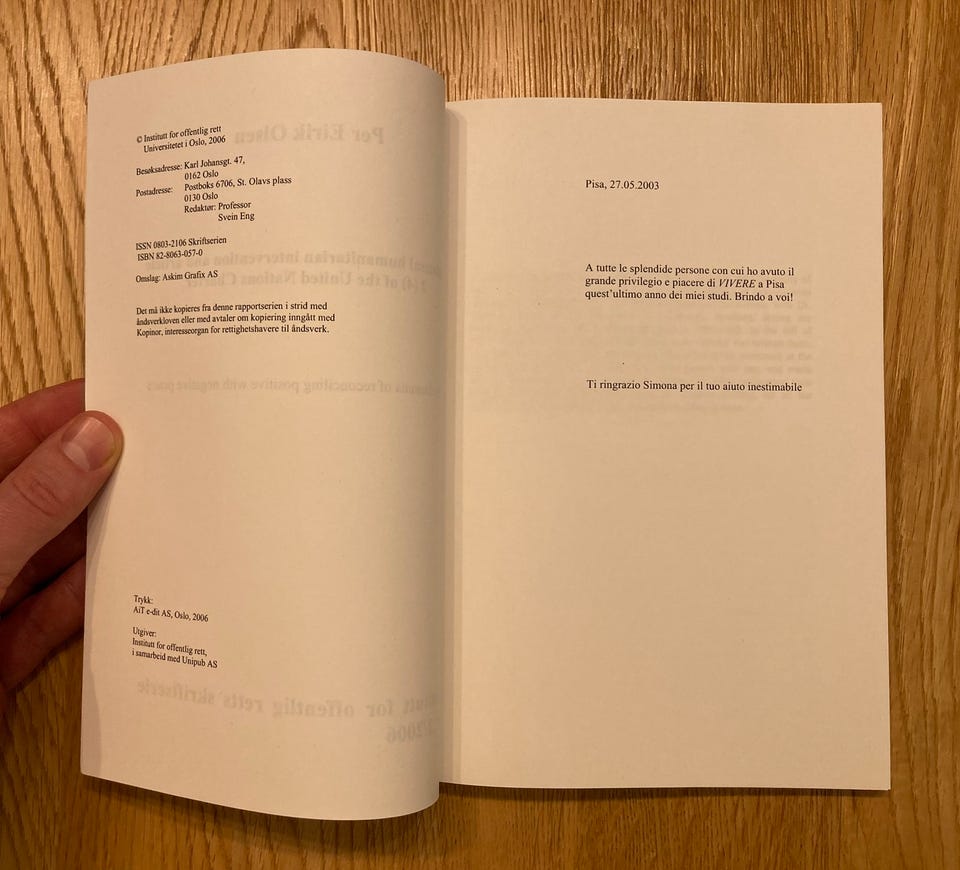 © Institutt for offentlig rett
Universitetet i Oslo, 2006
Besøksadresse: Karl Johansgt. 47,
0162 Oslo
Postadresse: Postboks 6706, St. Olavs plass
0130 Oslo
Redaktør: Professor
Svein Eng
ISSN 0803-2106 Skriftserien
ISBN 82-8063-057-0
Omslag: Askim Grafix AS
Det må ikke kopieres fra denne rapportserien i strid med
åndsverkloven eller med avtaler om kopiering inngått med
Kopinor, interesseorgan for rettighetshavere til åndsverk.
Trykk:
AiT e-dit AS, Oslo, 2006
Utgiver:
Institutt for offentlig rett,
i samarbeid med Unipub AS
Pisa, 27.05.2003
A tutte le splendide persone con cui ho avuto il
grande privilegio e piacere di VIVERE a Pisa
quest'ultimo anno dei miei studi. Brindo a voi!
Ti ringrazio Simona per il tuo aiuto inestimabile